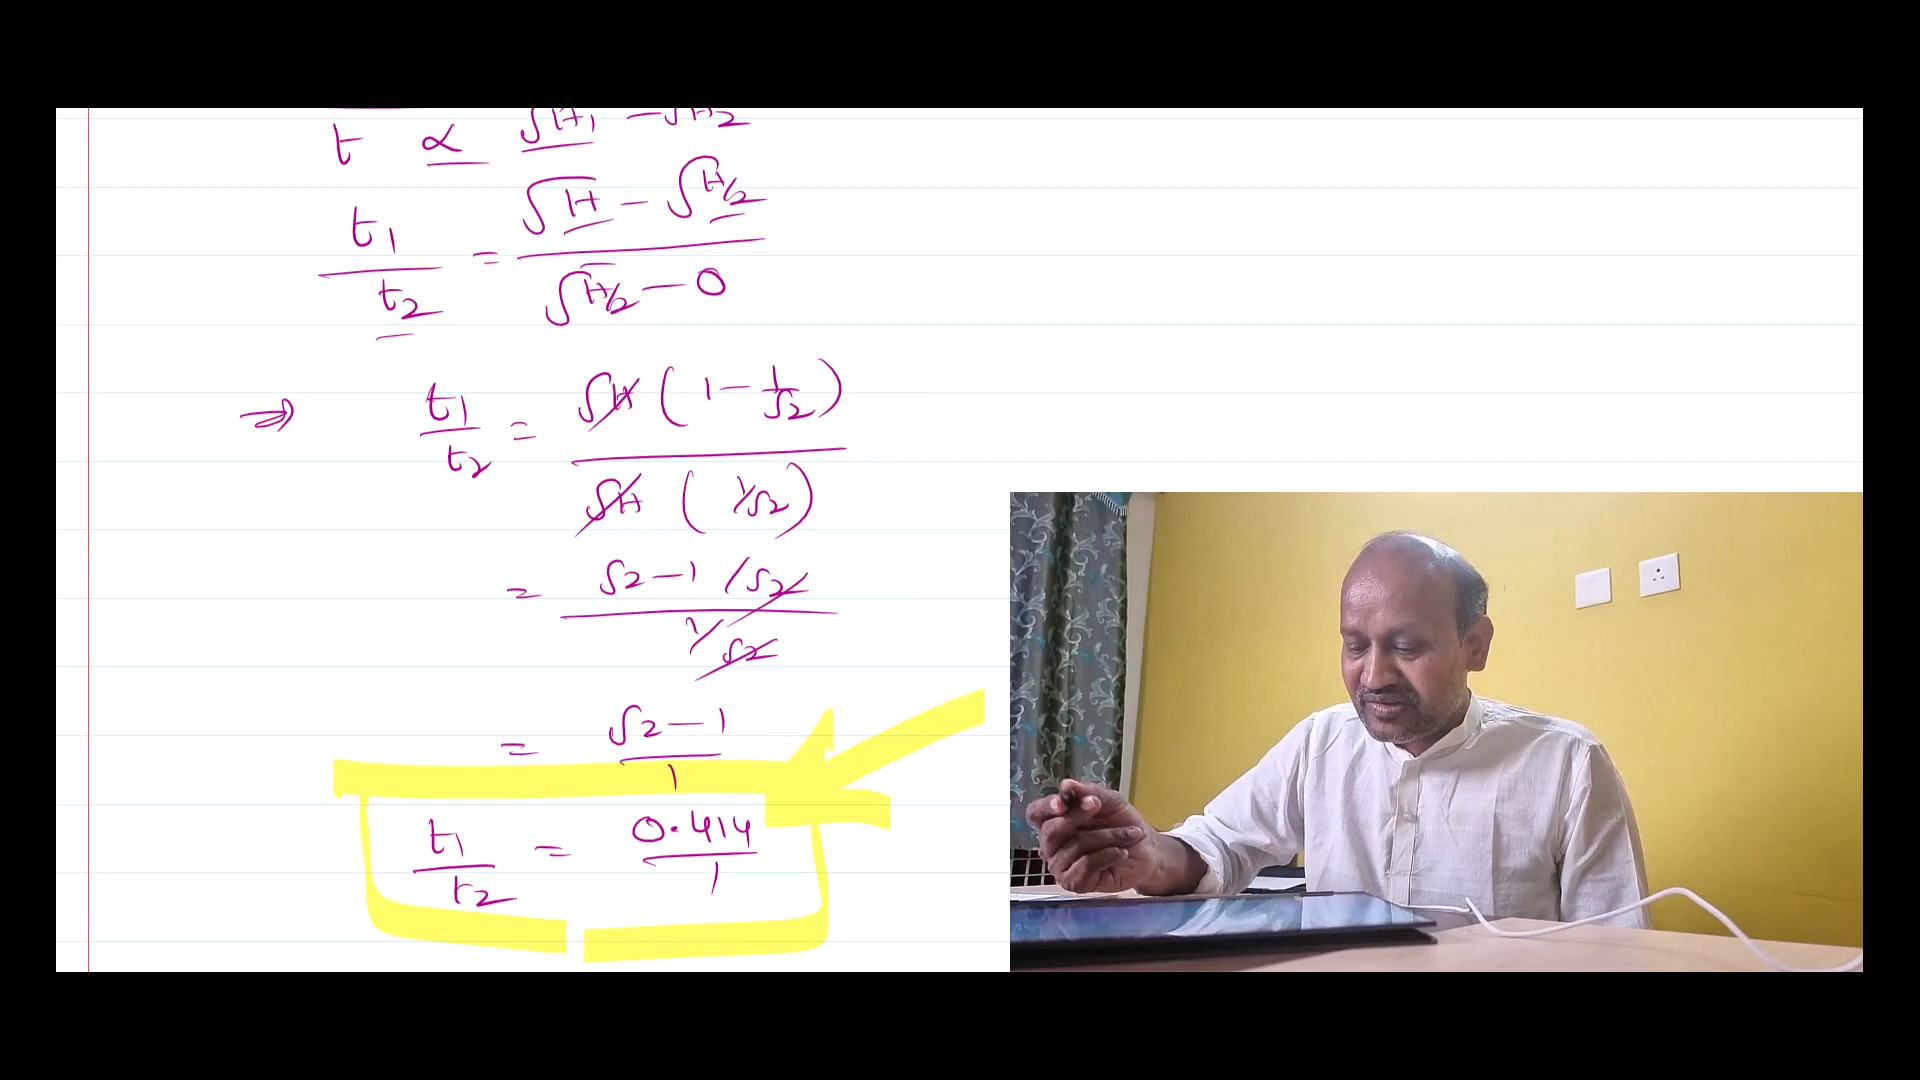 t ∝ √H1 - √H2
t1/t2 = (√H - √H/2)/(√H/2 - 0)
⇒ t1/t2 = √H (1 - 1/√2)/√H (1/√2)
= (√2-1/√2)/(1/√2)
= (√2-1)/1
t1/t2 = 0.414/1